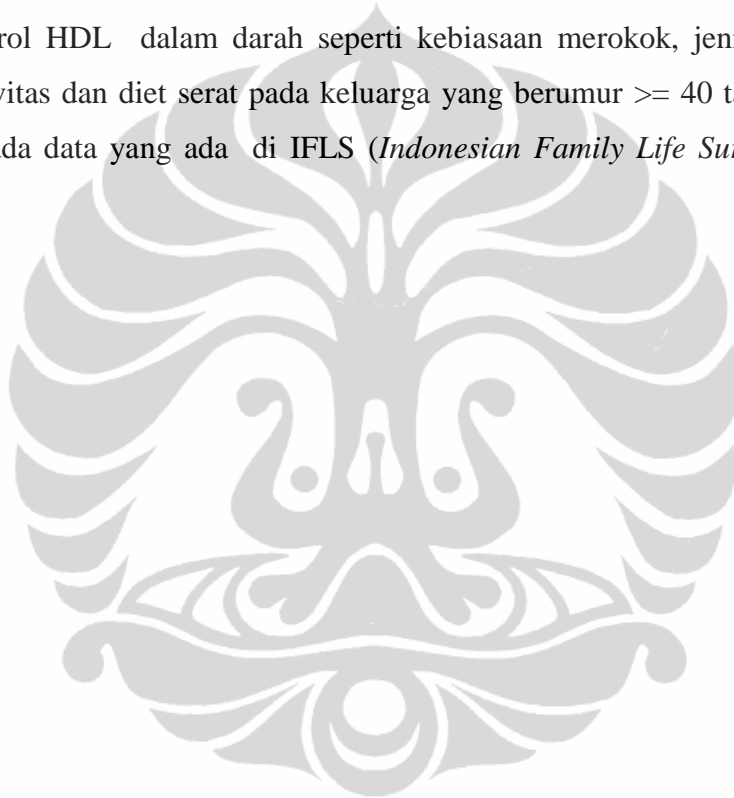 rol HDL dalam darah seperti kebiasaan merokok, jen
vitas dan diet serat pada keluarga yang berumur >= 40 t
ada data yang ada di IFLS (Indonesian Family Life Su